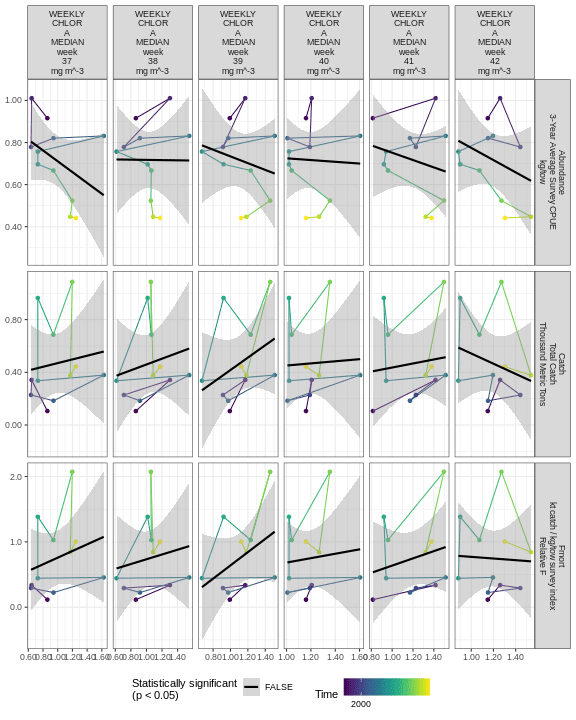 WEEKLY WEEKLY WEEKLY WEEKLY WEEKLY WEEKLY
CHLOR CHLOR CHLOR CHLOR CHLOR CHLOR
A A A A A A
MEDIAN MEDIAN MEDIAN MEDIAN MEDIAN MEDIAN
week week week week week week
37 38 39 40 41 42
mg m^-3 mg m^-3 mg m^-3 mg m^-3 mg m^-3 mg m^-3
1.00
0.80
0.60
0.40
Abundance
3-Year Average Survey CPUE
kg/tow
0.80
0.40
0.00
Catch
Total Catch
Thousand Metric Tons
2.0
1.0
0.0
Fmort
kt catch / kg/tow survey index
Relative F
0.60 0.80 1.00 1.20 1.40 1.60 0.80 1.00 1.20 1.40 0.80 1.00 1.20 1.40 1.00 1.20 1.40 1.60 0.80 1.00 1.20 1.40 1.00 1.20 1.40
Statistically significant
(p < 0.05)
FALSE
Time
2000